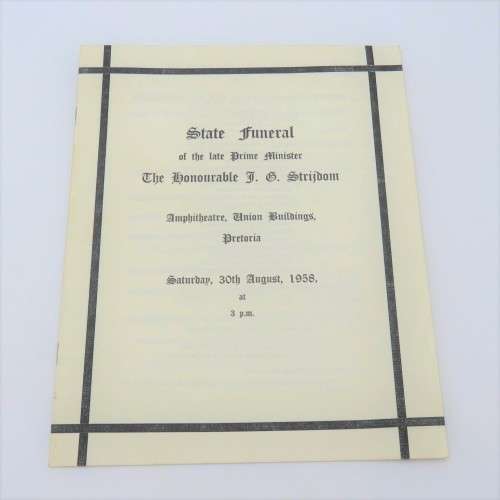 State Funeral
of the late Prime Minister
The Honourable J. G. Strijdom
Amphitheatre, Union Buildings,
Pretoria
Saturday, 30th August, 1958,
at
3 p.m.